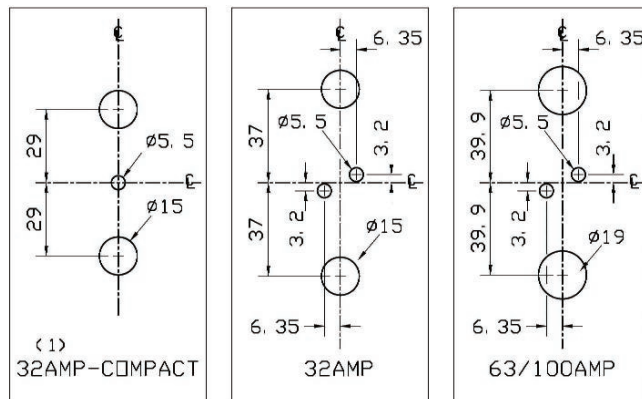 ℄
29
29
ø5.5
℄
ø15
(1)
32AMP-COMPACT
℄
6.35
37
ø5.5
3.2
℄
37
3.2
ø15
6.35
32AMP
℄
6.35
39.9
ø5.5
3.2
℄
39.9
3.2
ø19
6.35
63/100AMP